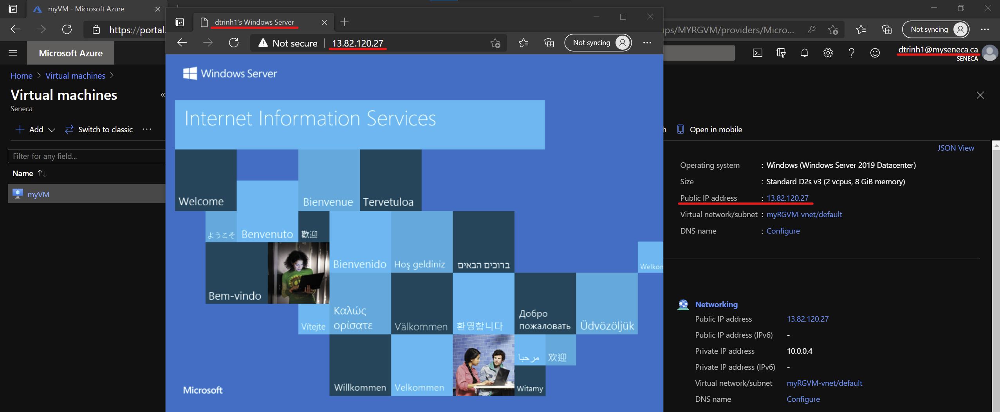 myVM - Microsoft Azure
https://portal.
ps/MYRGVM/providers/Micro...
Not syncing
dtrinh1's Windows Server
Not secure
13.82.120.27
Not syncing
Microsoft Azure
dtrinh1@myseneca.ca
SENECA
Home > Virtual machines >
Virtual machines
Seneca
Add
Switch to classic
Filter for any field...
Name
myVM
Windows Server
Internet Information Services
Welcome
Bienvenue
Tervetuloa
ようこそ
Benvenuto
歡迎
Bienvenido
Hoş geldiniz
ברוכים הבאים
Welkom
Bem-vindo
Vítejte
Καλώς
ορίσατε
Välkommen
환영합니다
Добро
пожаловать
Üdvözöljük
Willkommen
Velkommen
مرحبا
欢迎
Witamy
Microsoft
Open in mobile
JSON View
Operating system : Windows (Windows Server 2019 Datacenter)
Size : Standard D2s v3 (2 vcpus, 8 GiB memory)
Public IP address : 13.82.120.27
Virtual network/subnet : myRGVM-vnet/default
DNS name : Configure
Networking
Public IP address 13.82.120.27
Public IP address (IPv6) -
Private IP address 10.0.0.4
Private IP address (IPv6) -
Virtual network/subnet myRGVM-vnet/default
DNS name Configure